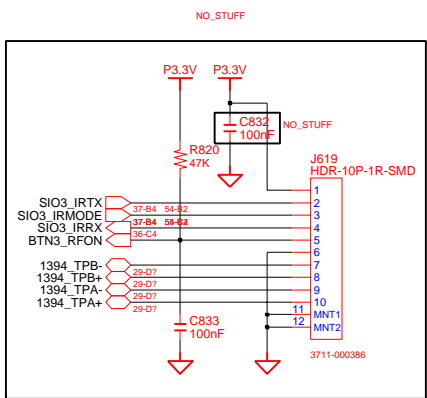 NO_STUFF
P3.3V P3.3V
C832
100nF
NO_STUFF
R820
47K
J619
HDR-10P-1R-SMD
SIO3_IRTX
37-B4 54-B2
SIO3_IRMODE
37-B4
SIO3_IRRX
36-C4
BTN3_RFON
1394_TPB-
29-D?
1394_TPB+
29-D?
1394_TPA-
29-D?
1394_TPA+
29-D?
1
2
3
4
5
6
7
8
9
10
11 MNT1
12 MNT2
C833
100nF
3711-000386